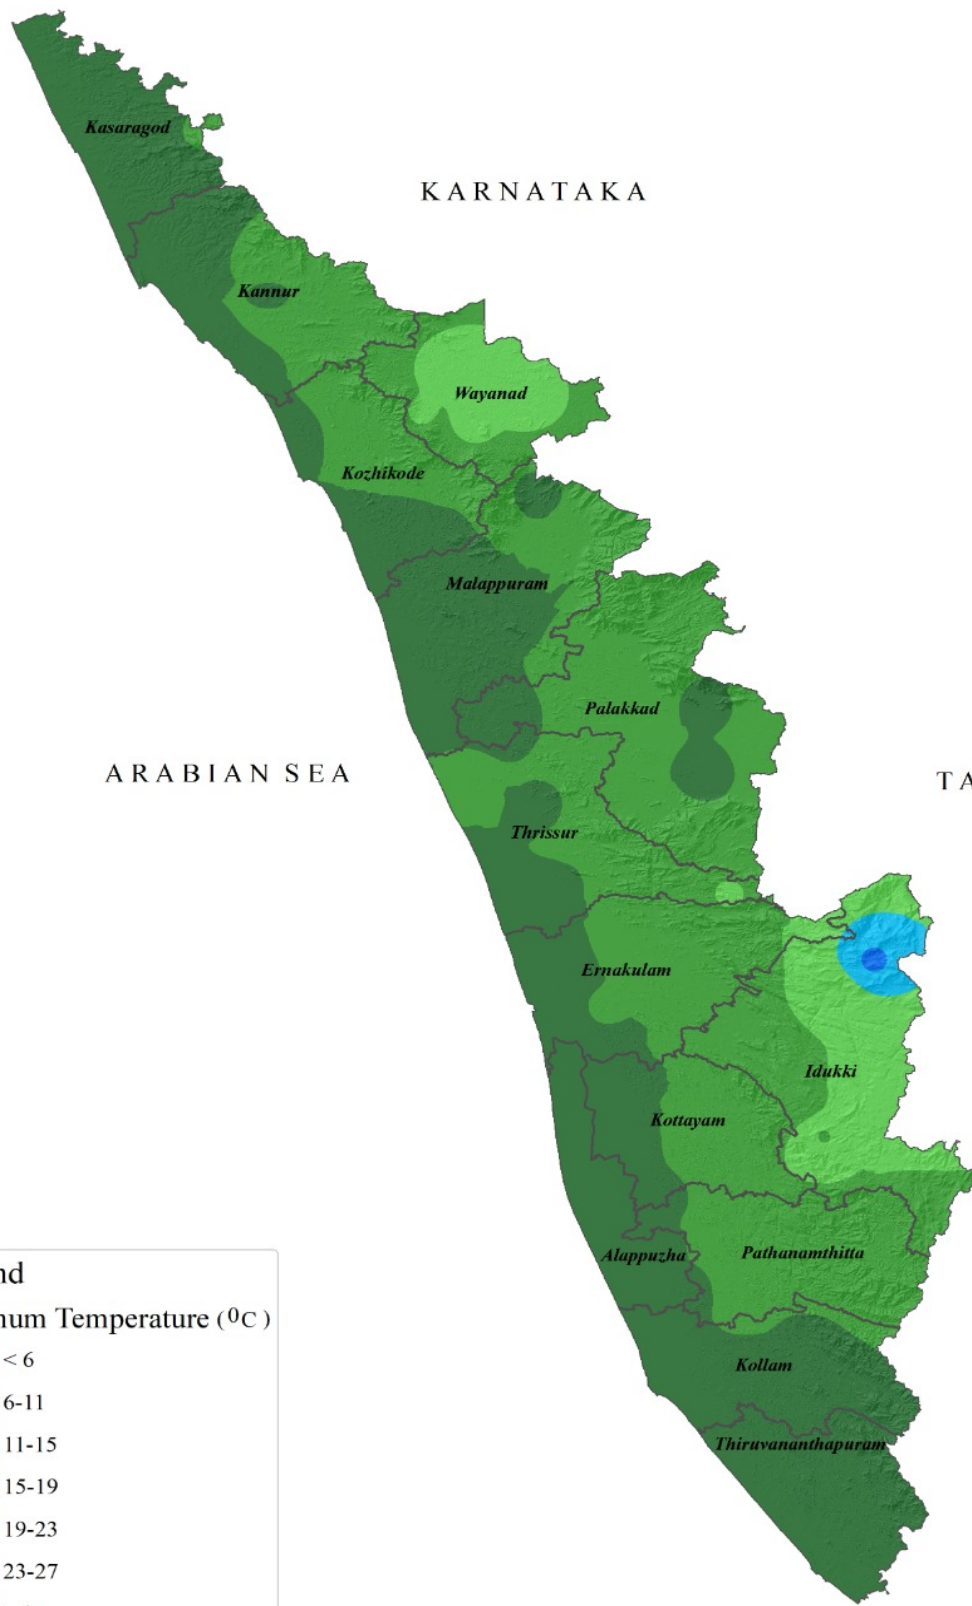 Kasaragod
KARNATAKA
Kannur
Wayanad
Kozhikode
Malappuram
Palakkad
ARABIAN SEA
TA
Thrissur
Ernakulam
Idukki
Kottayam
Alappuzha
Pathanamthitta
nd
um Temperature (⁰C)
< 6
6-11
11-15
15-19
19-23
23-27
Kollam
Thiruvananthapuram